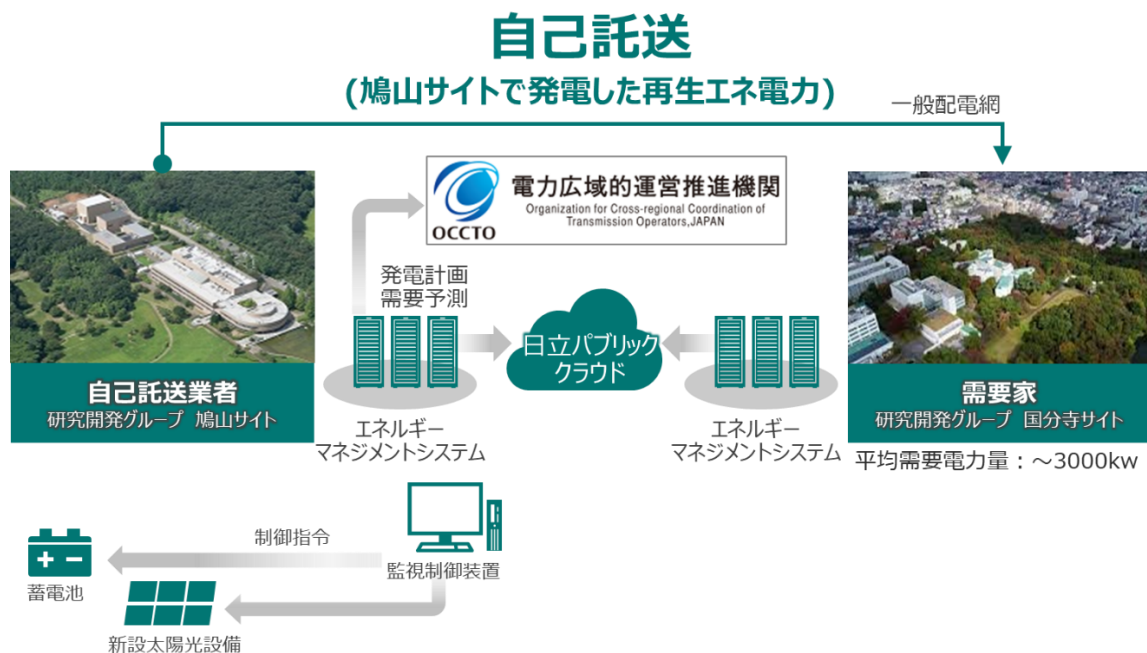 自己託送
(鳩山サイトで発電した再生エネ電力)
一般配電網
OCCTO
電力広域的運営推進機関
Organization for Cross-regional Coordination of
Transmission Operators,JAPAN
発電計画
需要予測
日立パブリック
クラウド
自己託送業者
研究開発グループ 鳩山サイト
エネルギー
マネジメントシステム
エネルギー
マネジメントシステム
需要家
研究開発グループ 国分寺サイト
平均需要電力量：～3000kw
制御指令
監視制御装置
蓄電池
新設太陽光設備